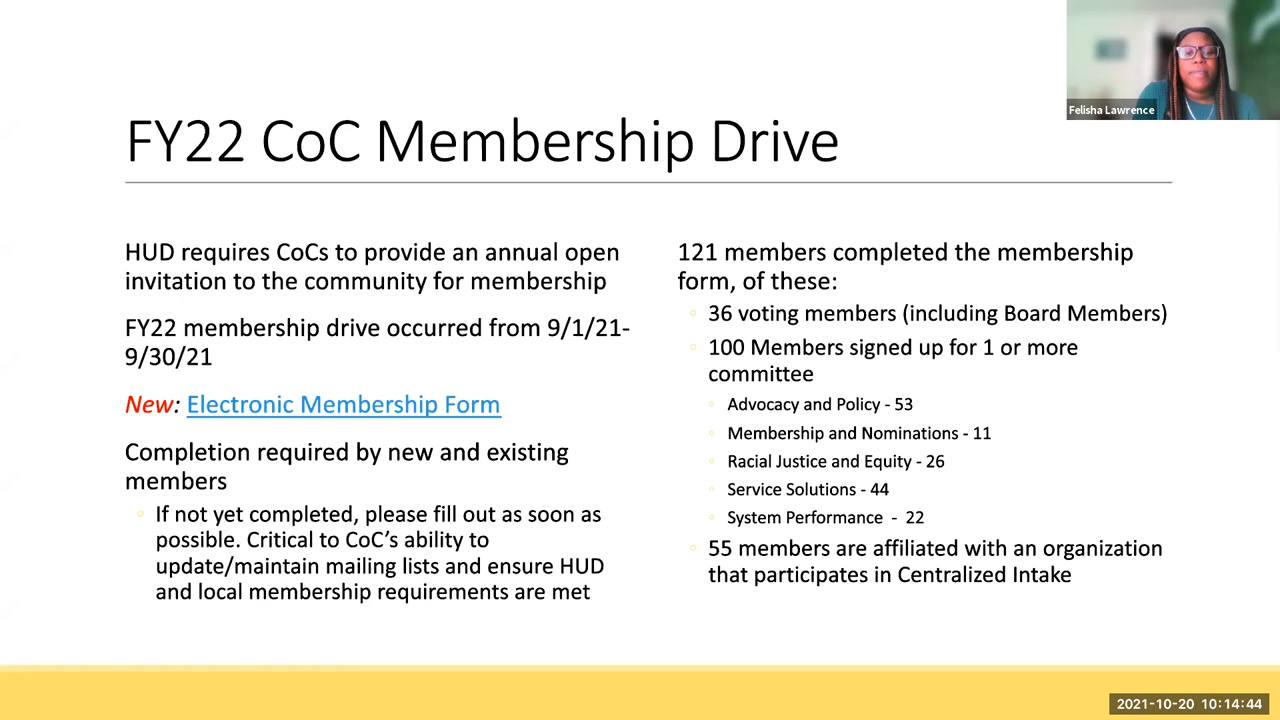 Felisha Lawrence
FY22 CoC Membership Drive
HUD requires CoCs to provide an annual open
invitation to the community for membership
FY22 membership drive occurred from 9/1/21-
9/30/21
New: Electronic Membership Form
Completion required by new and existing
members
If not yet completed, please fill out as soon as
possible. Critical to CoC’s ability to
update/maintain mailing lists and ensure HUD
and local membership requirements are met
121 members completed the membership
form, of these:
36 voting members (including Board Members)
100 Members signed up for 1 or more
committee
Advocacy and Policy - 53
Membership and Nominations - 11
Racial Justice and Equity - 26
Service Solutions - 44
System Performance - 22
55 members are affiliated with an organization
that participates in Centralized Intake
2021-10-20 10:14:44